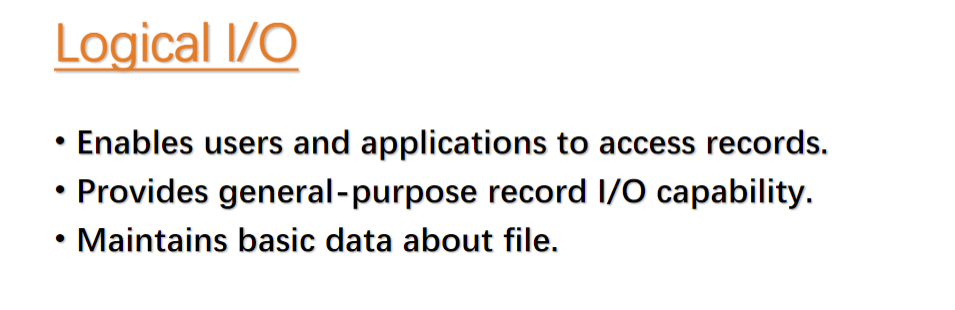 Logical I/O
• Enables users and applications to access records.
• Provides general-purpose record I/O capability.
• Maintains basic data about file.